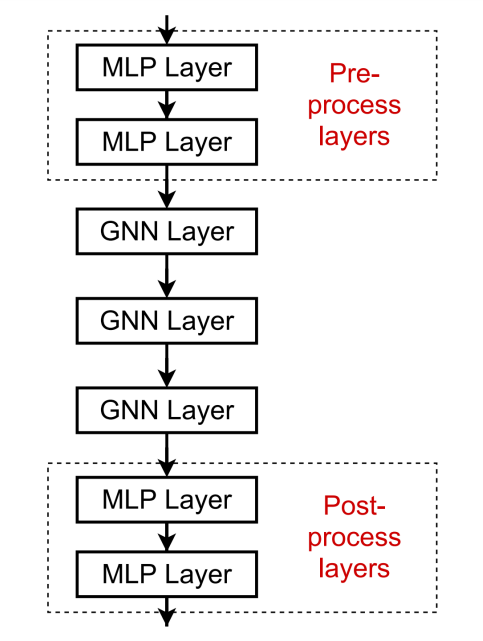 MLP Layer
MLP Layer
Pre-
process
layers
GNN Layer
GNN Layer
GNN Layer
MLP Layer
MLP Layer
Post-
process
layers